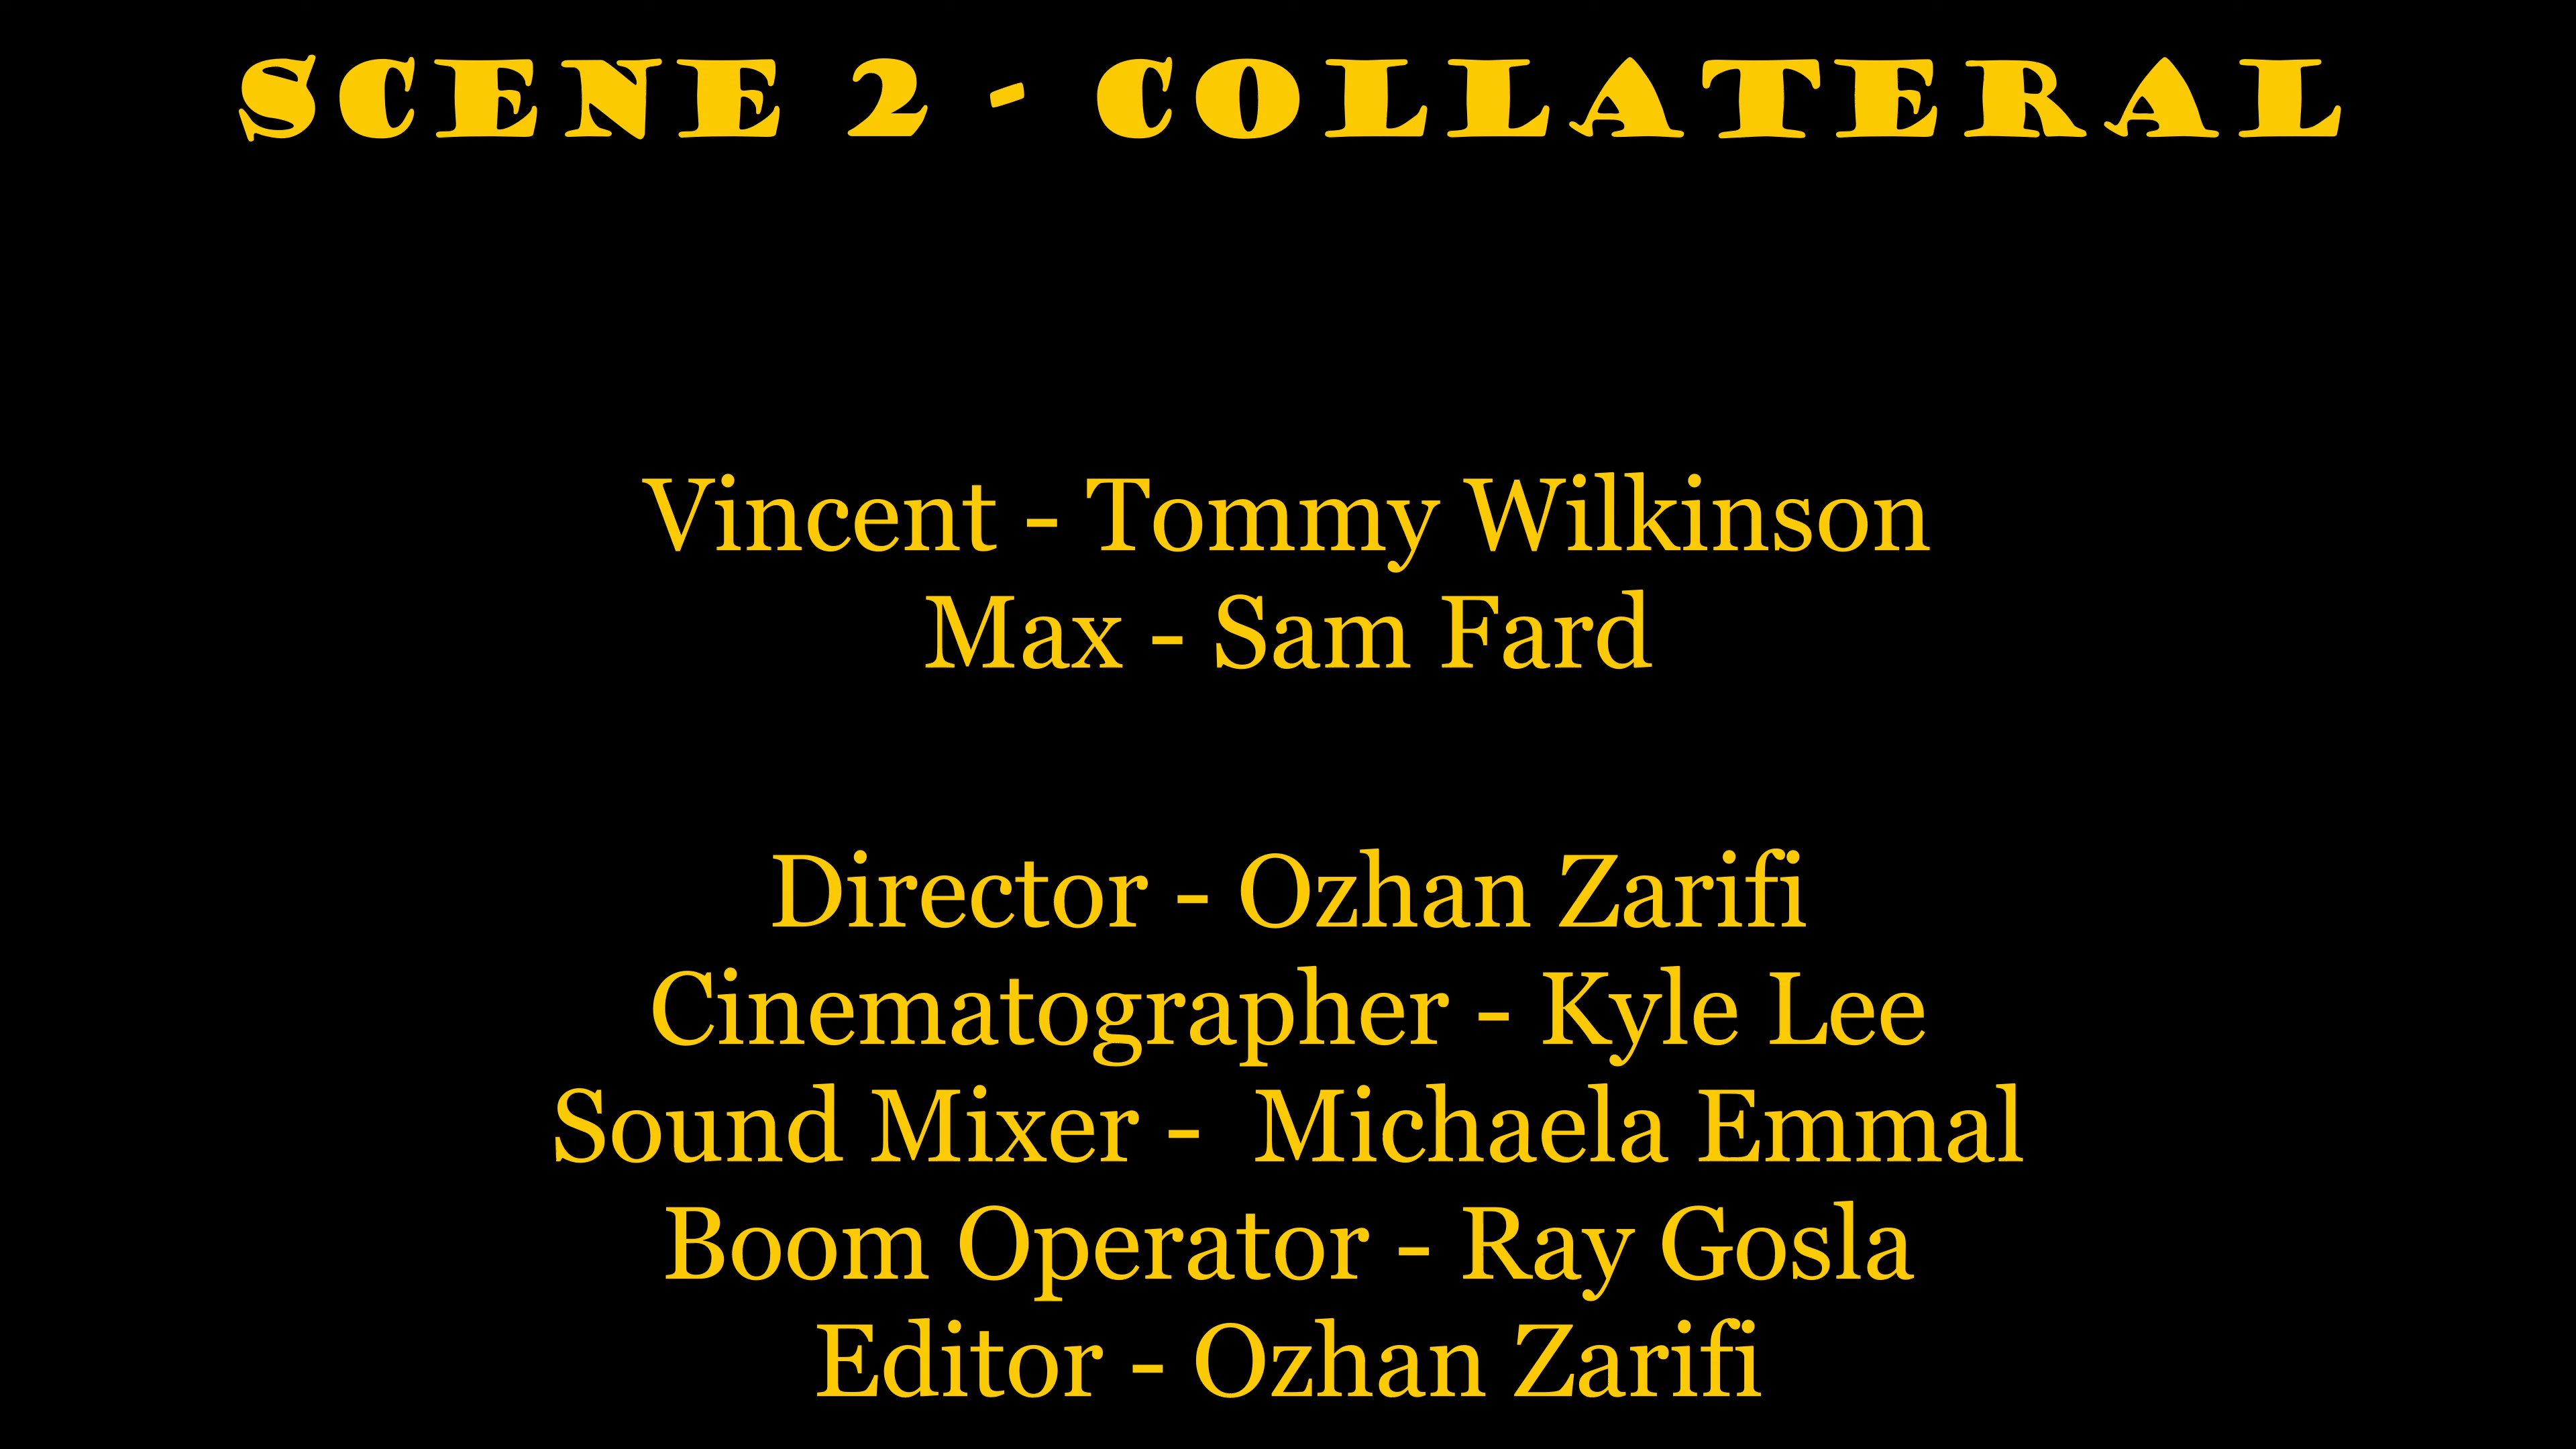 SCENE 2 - COLLATERAL
Vincent - Tommy Wilkinson
Max - Sam Fard
Director - Ozhan Zarifi
Cinematographer - Kyle Lee
Sound Mixer -  Michaela Emmal
Boom Operator - Ray Gosla
Editor - Ozhan Zarifi